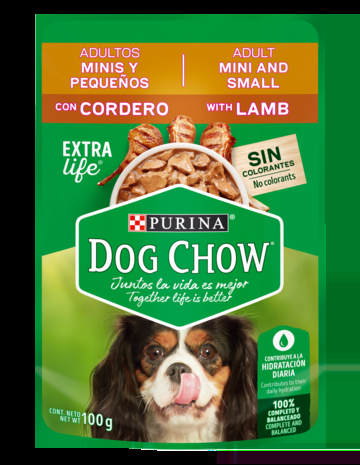 ADULTOS
MINIS Y
PEQUEÑOS
CON CORDERO
ADULT
MINI AND
SMALL
WITH LAMB
EXTRA
life®
SIN
COLORANTES
No colorants
PURINA®
DOG CHOW®
Juntos la vida es mejor
Together life is better
CONTRIBUYE A LA
HIDRATACIÓN
DIARIA
Contributes to their
daily hydration
100%
COMPLETO Y
BALANCEADO
COMPLETE AND
BALANCED
CONT. NETO
NET WT 100 g